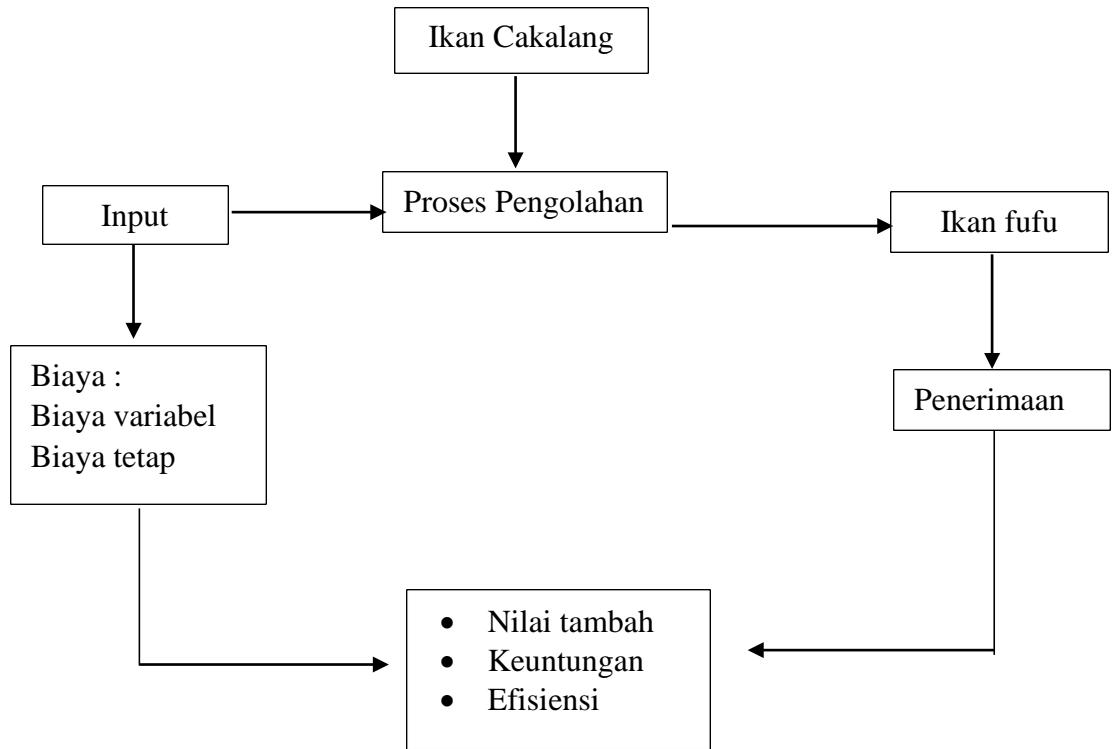 Ikan Cakalang
Proses Pengolahan
Input
Ikan fufu
Biaya :
Biaya variabel
Biaya tetap
Penerimaan
• Nilai tambah
• Keuntungan
• Efisiensi